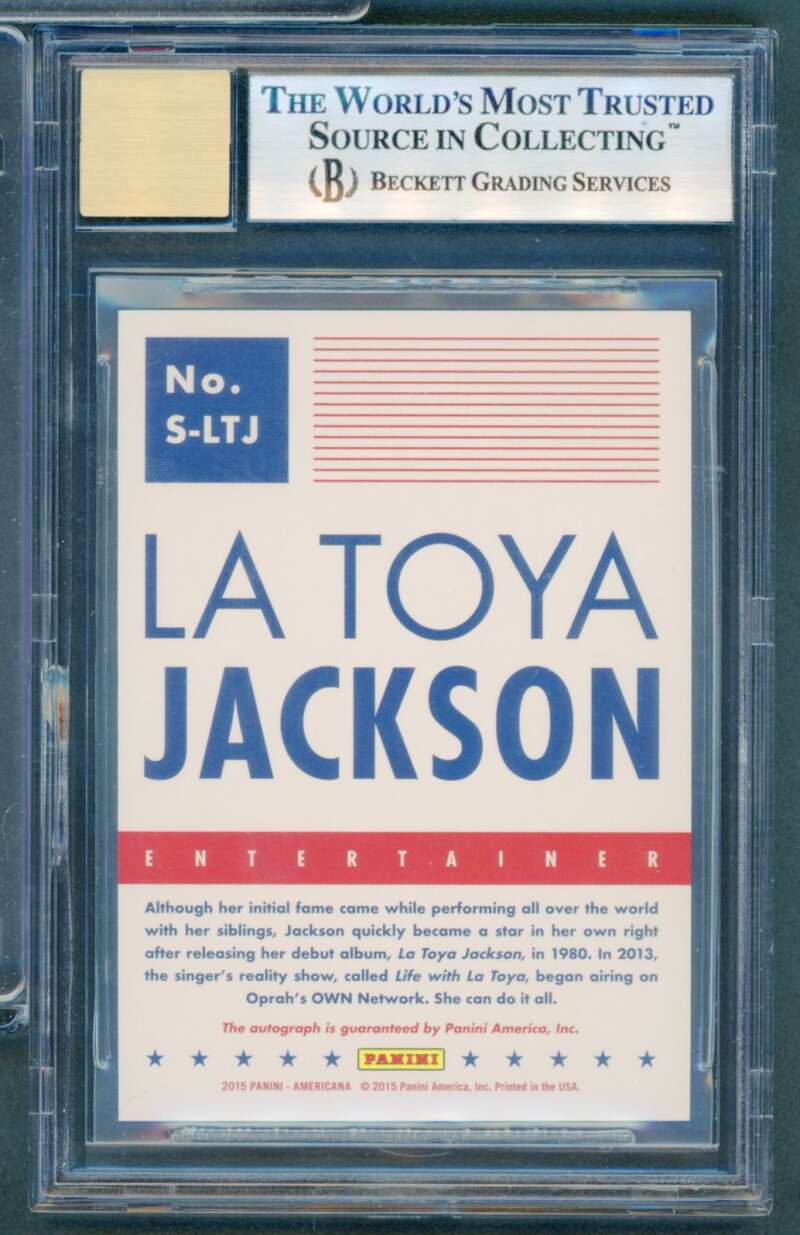 THE WORLD'S MOST TRUSTED
SOURCE IN COLLECTING™
(B) BECKETT GRADING SERVICES
No.
S-LTJ
LA TOYA
JACKSON
ENTERTAINER
Although her initial fame came while performing all over the world
with her siblings, Jackson quickly became a star in her own right
after releasing her debut album, La Toya Jackson, in 1980. In 2013,
the singer's reality show, called Life with La Toya, began airing on
Oprah's OWN Network. She can do it all.
The autograph is guaranteed by Panini America, Inc.
PANINI
2015 PANINI - AMERICANA © 2015 Panini America, Inc. Printed in the USA.